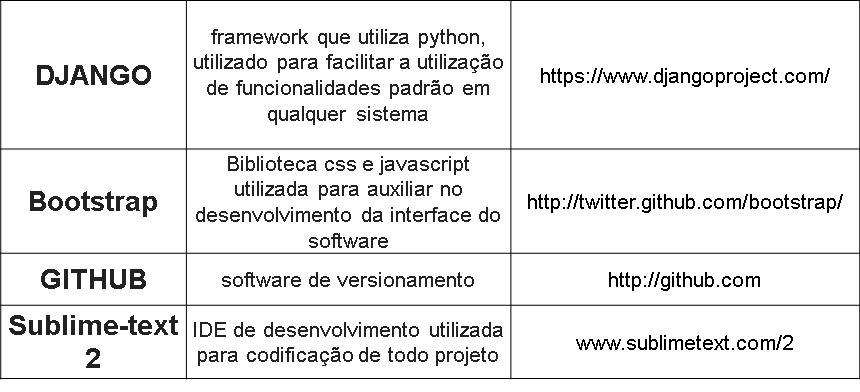 DJANGO
framework que utiliza python,
utilizado para facilitar a utilização
de funcionalidades padrão em
qualquer sistema
https://www.djangoproject.com/
Bootstrap
Biblioteca css e javascript
utilizada para auxiliar no
desenvolvimento da interface do
software
http://twitter.github.com/bootstrap/
GITHUB
software de versionamento
http://github.com
Sublime-text
2
IDE de desenvolvimento utilizada
para codificação de todo projeto
www.sublimetext.com/2